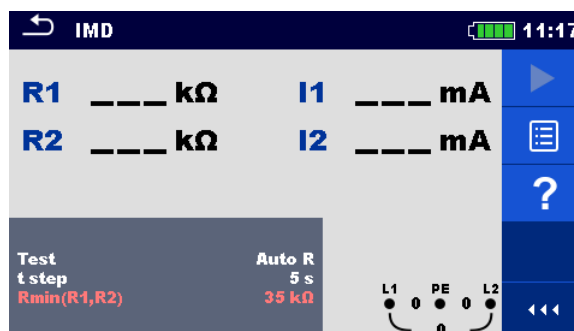 IMD 11:17
R1 ___ kΩ I1 ___ mA
R2 ___ kΩ I2 ___ mA
?
Test Auto R
t step 5 s
Rmin(R1,R2) 35 kΩ
L1 PE L2
0 0
0